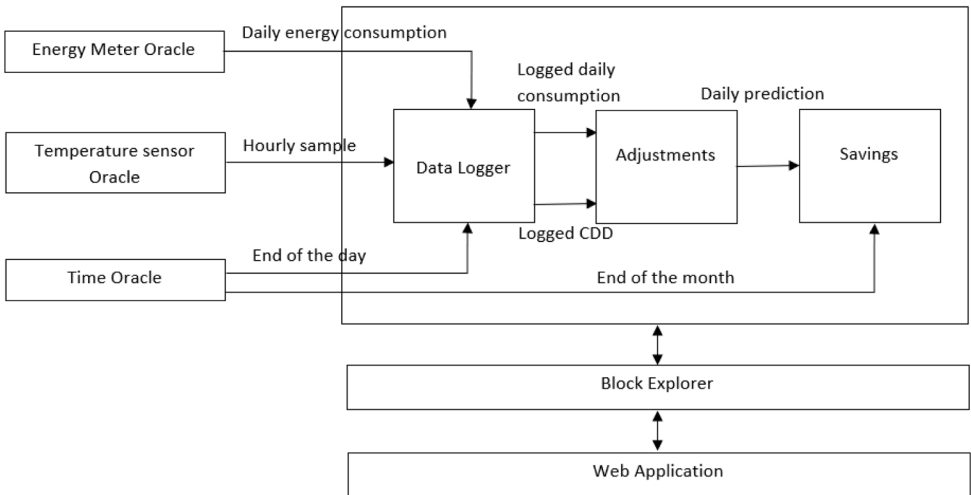 Daily energy consumption
Energy Meter Oracle
Logged daily
consumption
Daily prediction
Temperature sensor
Oracle
Hourly sample
Data Logger
Adjustments
Savings
Logged CDD
End of the day
Time Oracle
End of the month
Block Explorer
Web Application